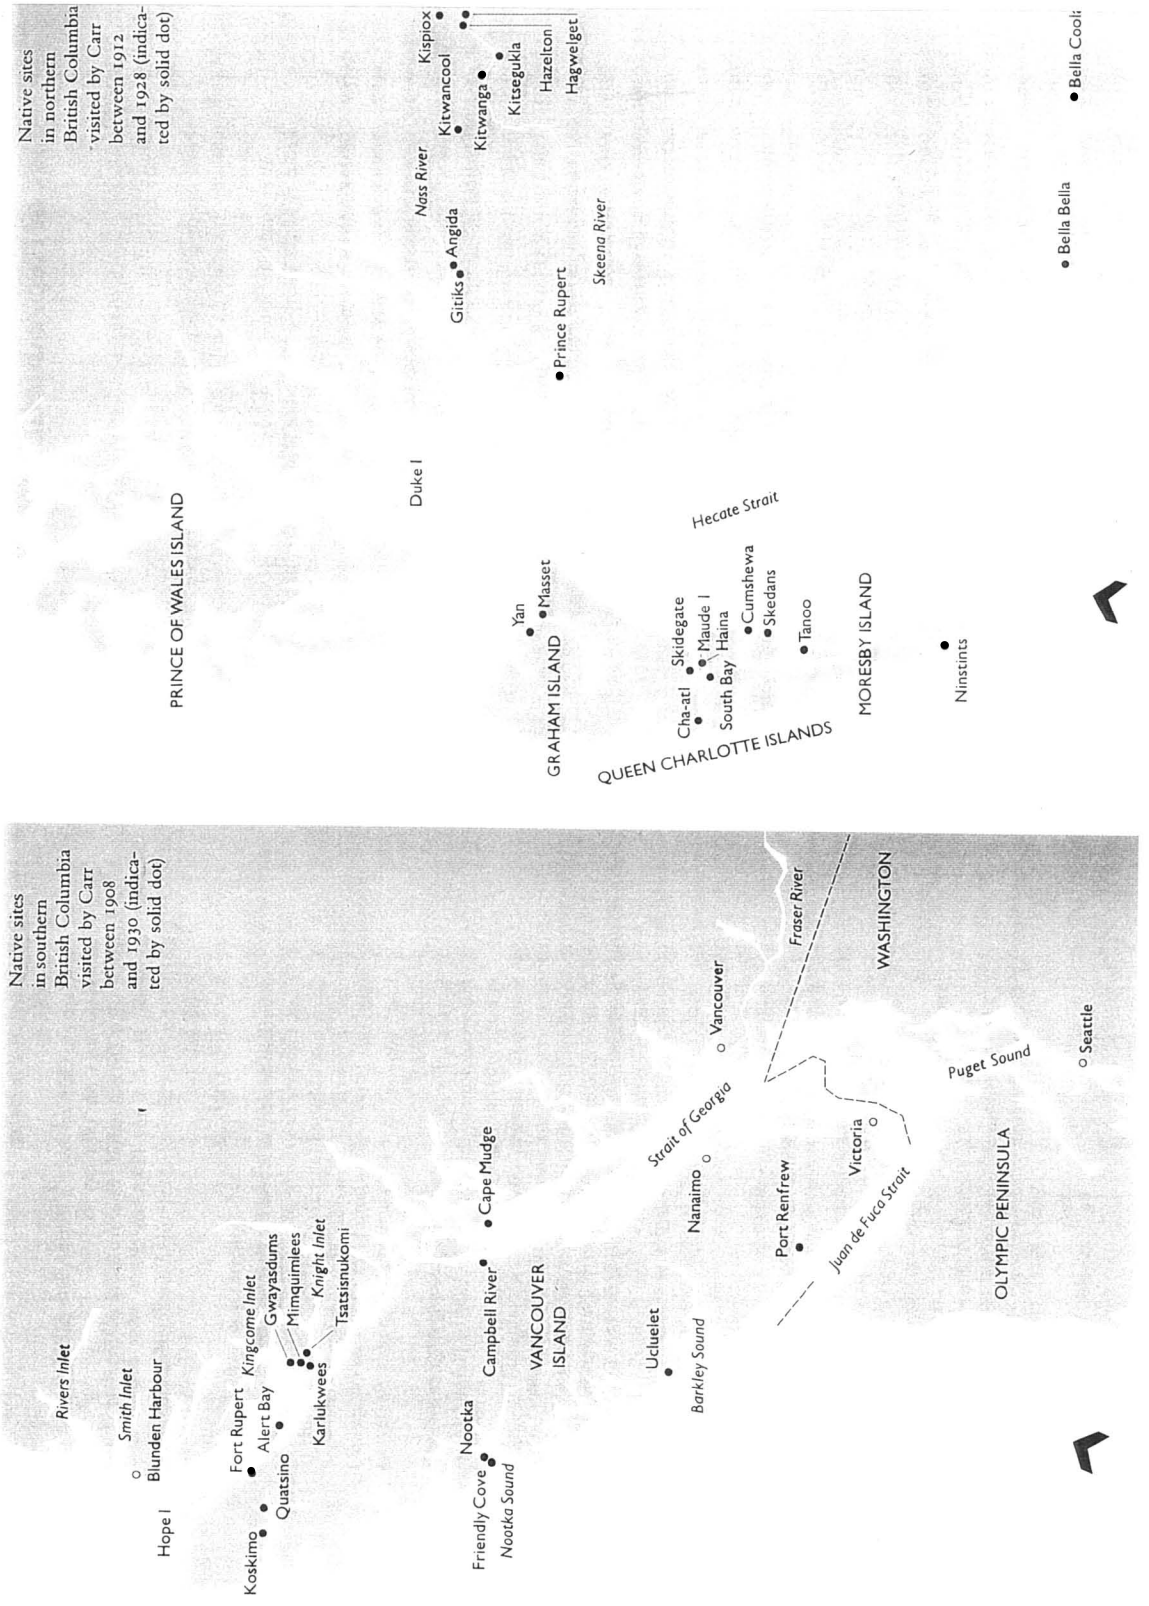 Native sites
in northern
British Columbia
visited by Carr
between 1912
and 1928 (indica-
ted by solid dot)
Kispiox
Kitwancool
Kitwanga
Kitsegukla
Hazelton
Hagwelget
Nass River
Angida
Gitiks
Skeena River
Prince Rupert
Bella Coola
Bella Bella
Duke I
PRINCE OF WALES ISLAND
Hecate Strait
Yan
Masset
GRAHAM ISLAND
Skidegate
Maude I
Haina
Cha-atl
South Bay
Cumshewa
Skedans
Tanoo
MORESBY ISLAND
Ninstints
QUEEN CHARLOTTE ISLANDS
Native sites
in southern
British Columbia
visited by Carr
between 1908
and 1930 (indica-
ted by solid dot)
Rivers Inlet
Smith Inlet
Blunden Harbour
Hope I
Kingcome Inlet
Gwayasdums
Mimquimlees
Knight Inlet
Tsatsisnukomi
Karlukwees
Fort Rupert
Alert Bay
Quatsino
Koskimo
Cape Mudge
Campbell River
VANCOUVER
ISLAND
Nootka
Friendly Cove
Nootka Sound
Strait of Georgia
Vancouver
Fraser River
WASHINGTON
Nanaimo
Ucluelet
Barkley Sound
Port Renfrew
Victoria
Juan de Fuca Strait
Puget Sound
Seattle
OLYMPIC PENINSULA